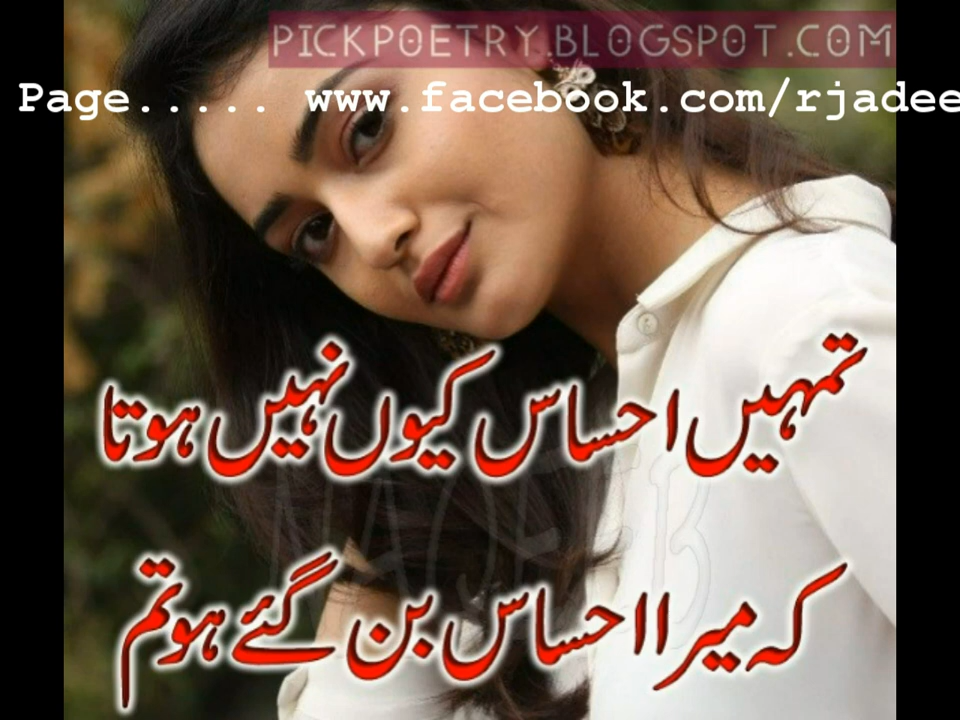 PICKPOETRY.BLOGSPOT.COM
Page..... www.facebook.com/rjadee
تمہیں احساس کیوں نہیں ہوتا
کہ میرا احساس بن گئے ہو تم
NAQEEB